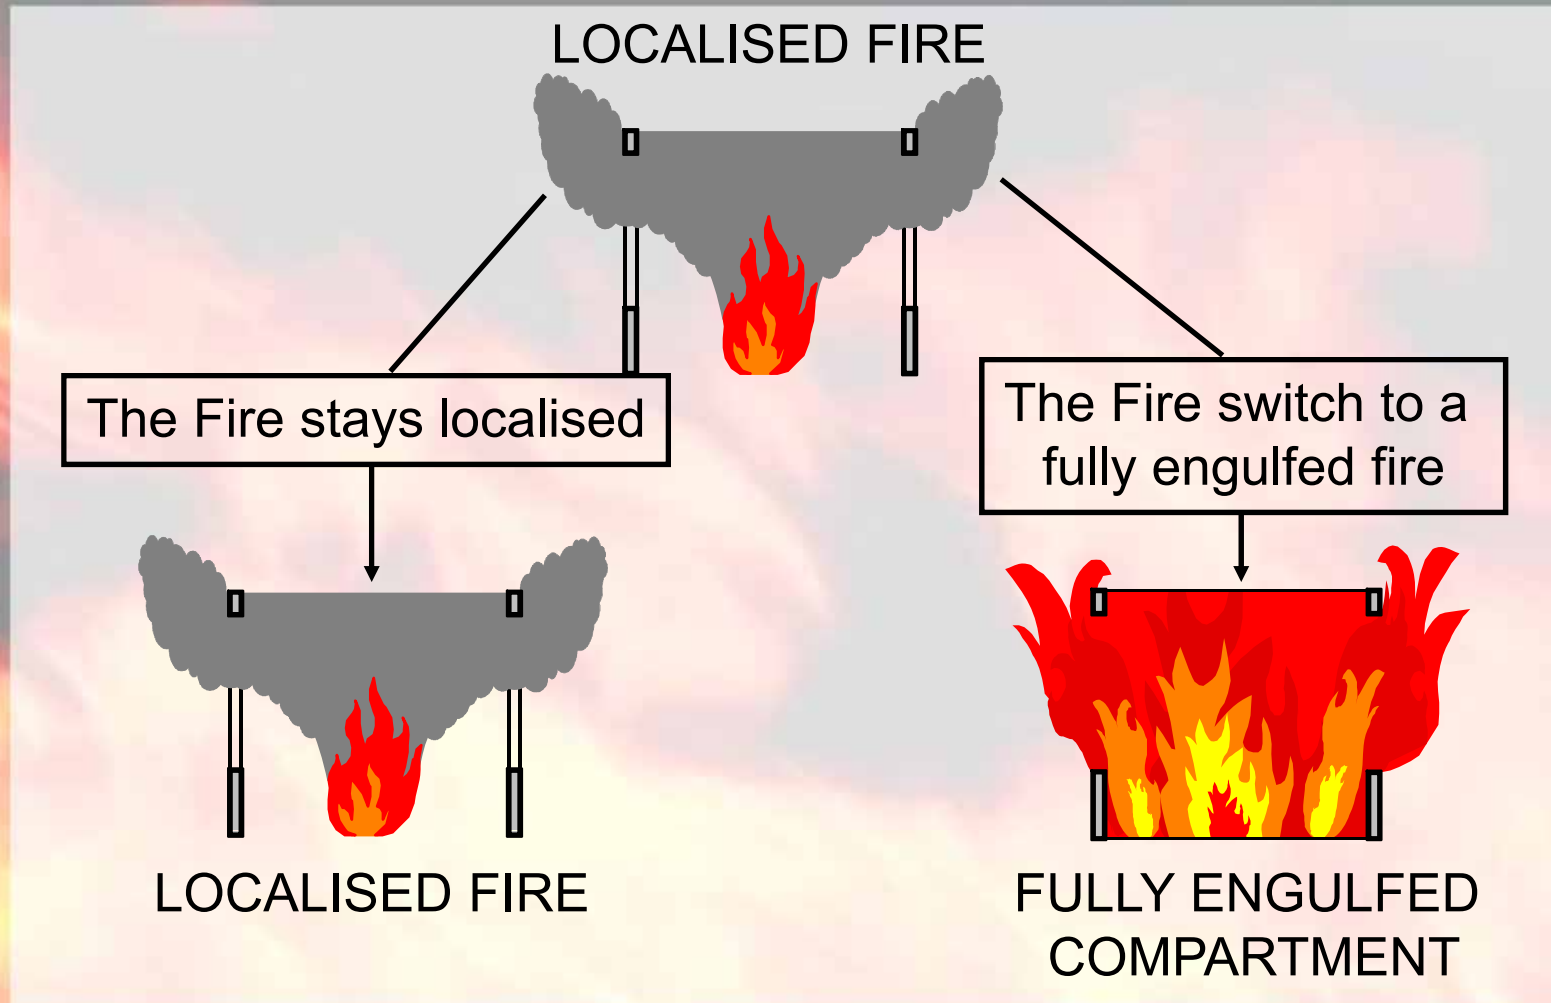 LOCALISED FIRE
The Fire stays localised
The Fire switch to a
fully engulfed fire
LOCALISED FIRE
FULLY ENGULFED
COMPARTMENT